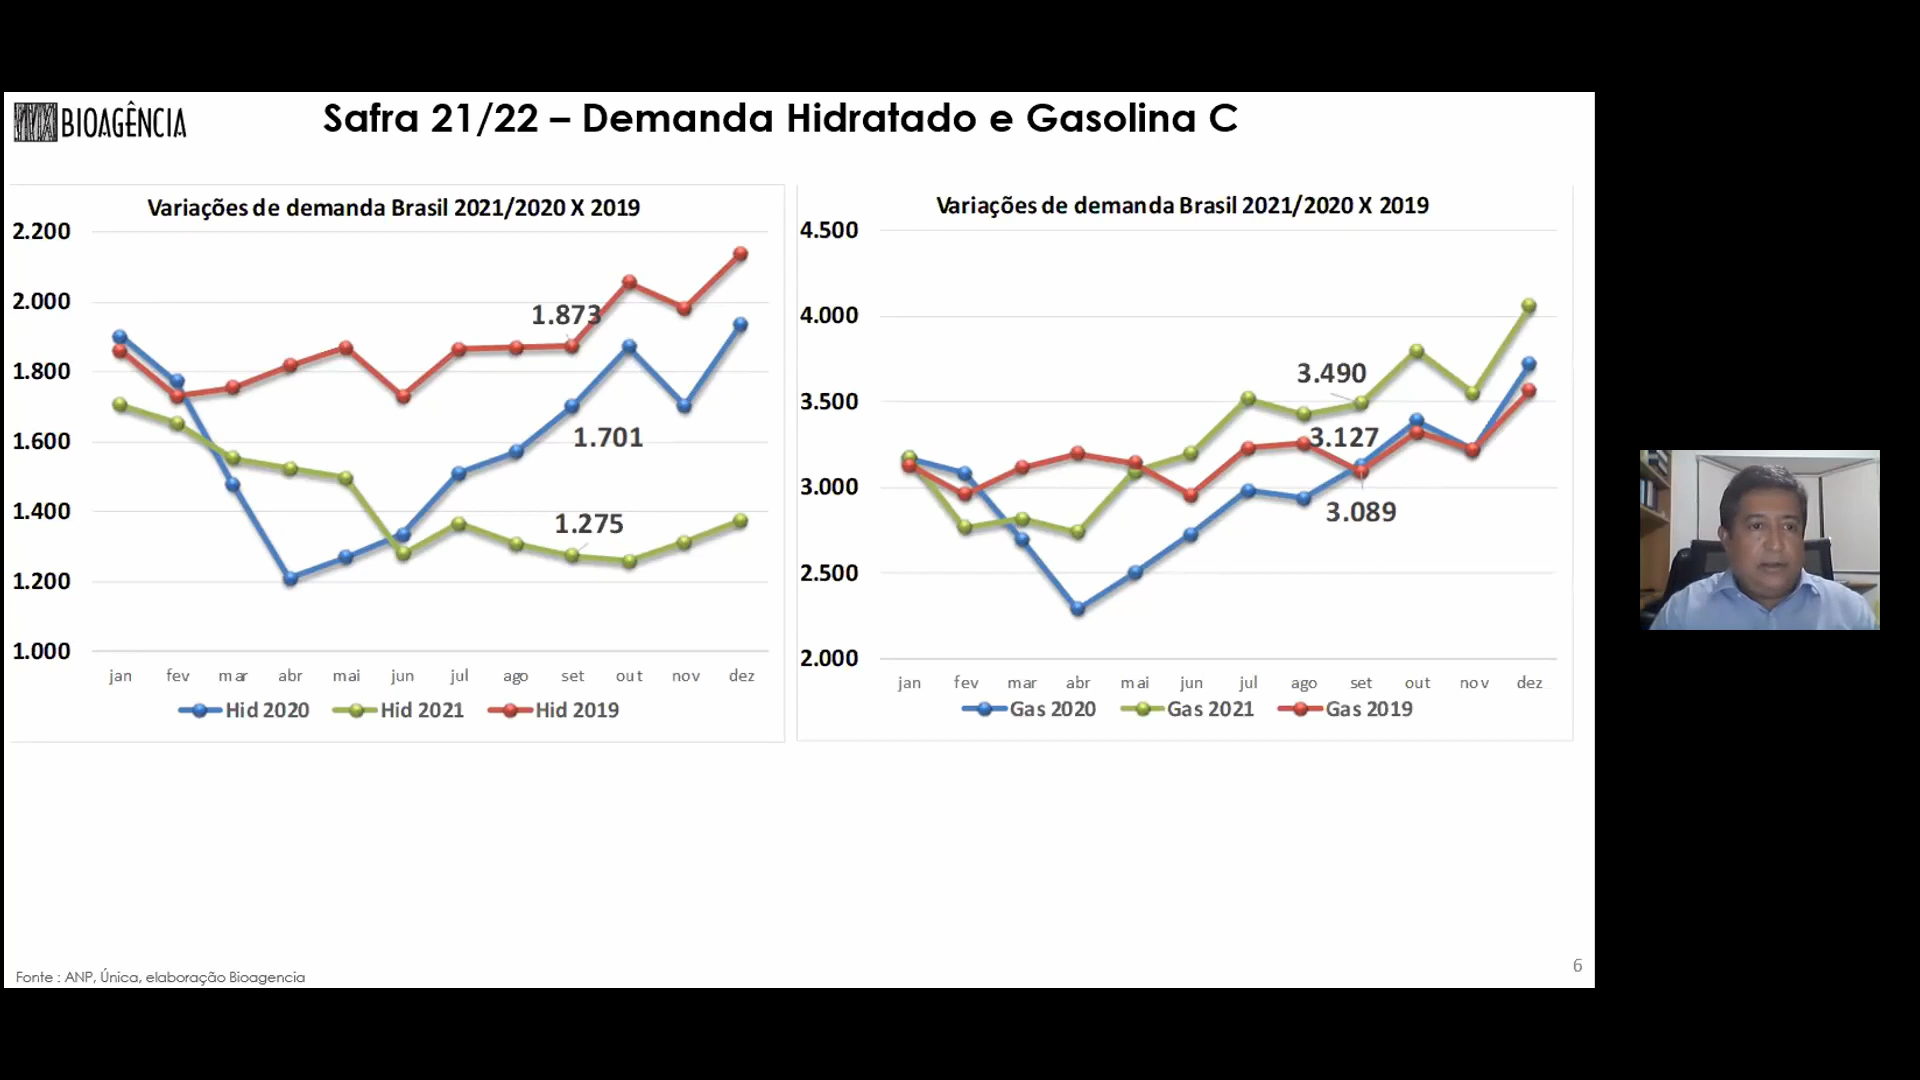 BIOAGÊNCIA
Safra 21/22 – Demanda Hidratado e Gasolina C
Variações de demanda Brasil 2021/2020 X 2019
2.200
2.000
1.800
1.600
1.400
1.200
1.000
1.873
1.701
1.275
jan fev mar abr mai jun jul ago set out nov dez
Hid 2020 Hid 2021 Hid 2019
Variações de demanda Brasil 2021/2020 X 2019
4.500
4.000
3.500
3.000
2.500
2.000
3.490
3.127
3.089
jan fev mar abr mai jun jul ago set out nov dez
Gas 2020 Gas 2021 Gas 2019
Fonte : ANP, Única, elaboração Bioagencia
6